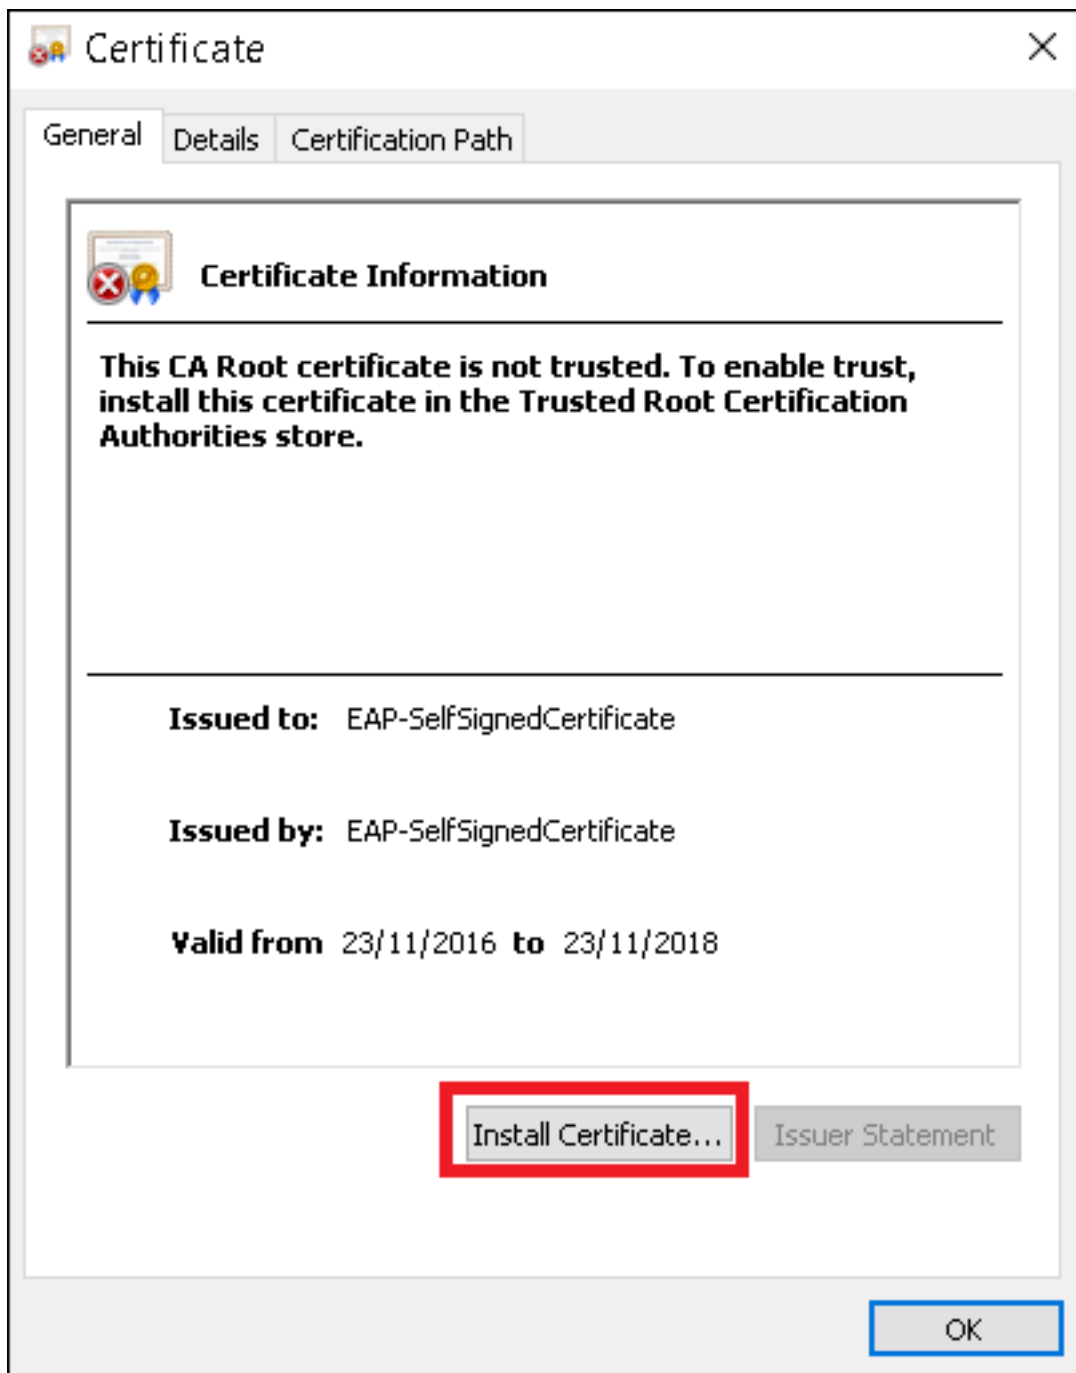 Certificate
General Details Certification Path
Certificate Information
This CA Root certificate is not trusted. To enable trust,
install this certificate in the Trusted Root Certification
Authorities store.
Issued to: EAP-SelfSignedCertificate
Issued by: EAP-SelfSignedCertificate
Valid from 23/11/2016 to 23/11/2018
Install Certificate... Issuer Statement
OK